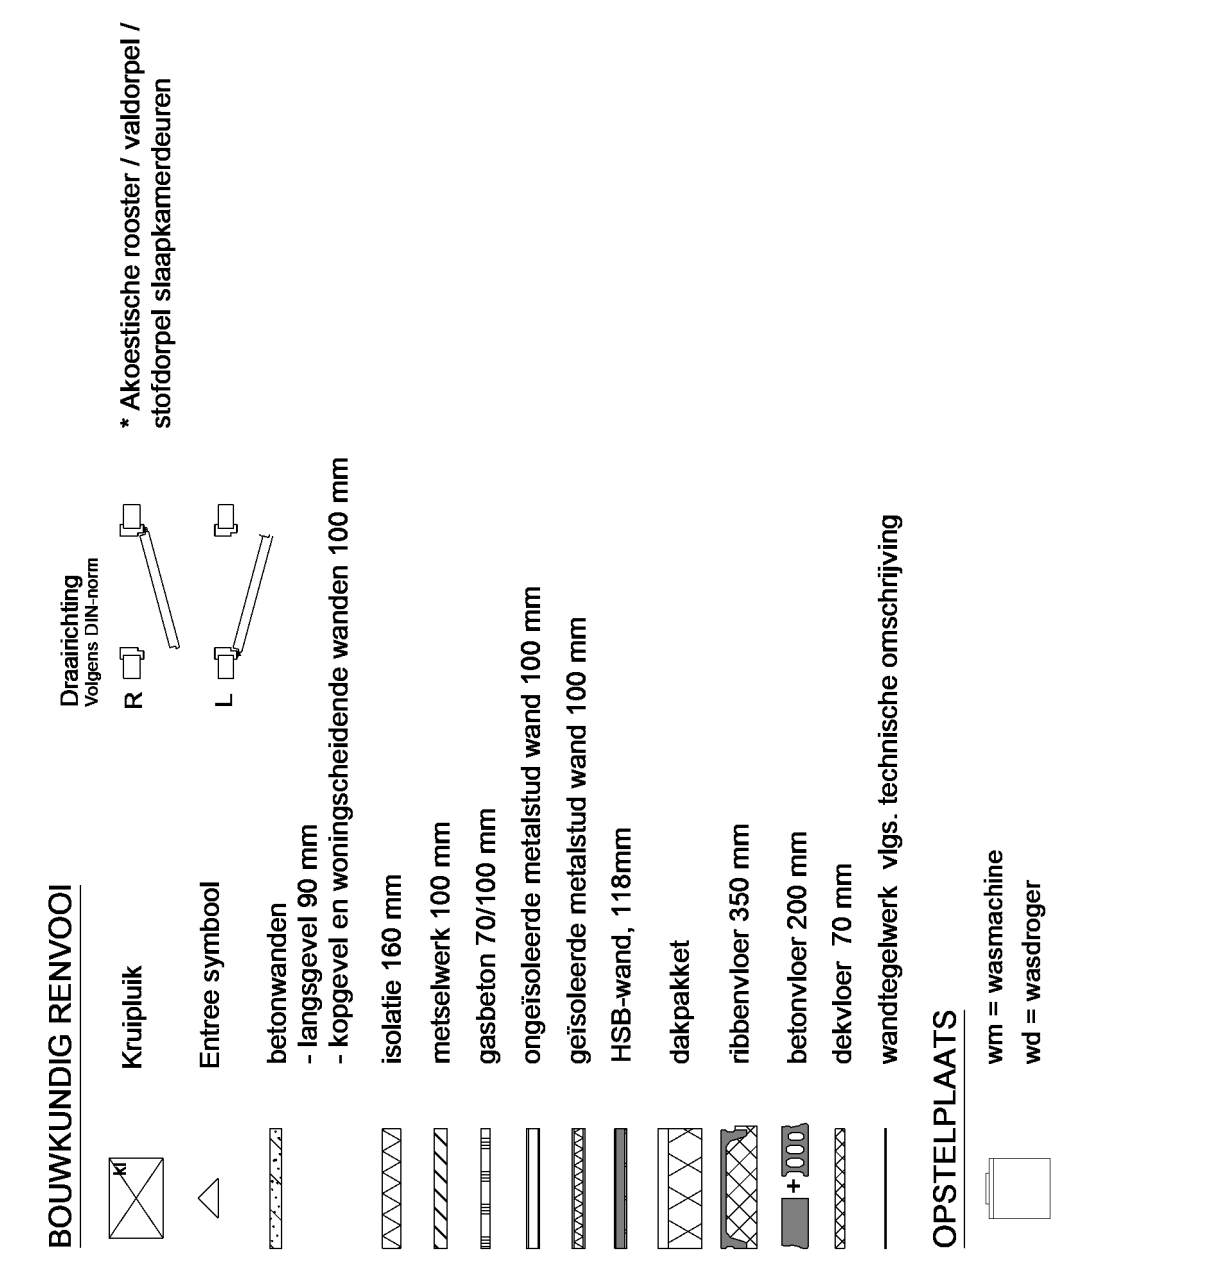 BOUWKUNDIG RENVOOI
kl
Kruipluik
Entree symbool
Draairichting
Volgens DIN-norm
R
L
* Akoestische rooster / valdorpel /
stofdorpel slaapkamerdeuren
betonwanden
- langsgevel 90 mm
- kopgevel en woningscheidende wanden 100 mm
isolatie 160 mm
metselwerk 100 mm
gasbeton 70/100 mm
ongeïsoleerde metalstud wand 100 mm
geïsoleerde metalstud wand 100 mm
HSB-wand, 118mm
dakpakket
ribbenvloer 350 mm
+
betonvloer 200 mm
dekvloer 70 mm
wandtegelwerk vlgs. technische omschrijving
OPSTELPLAATS
wm = wasmachine
wd = wasdroger